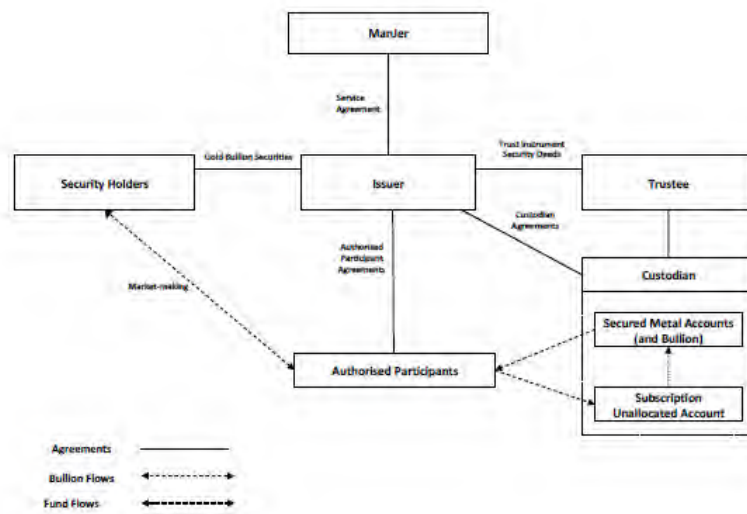 ManJer
Service
Agreement
Gold Bullion Securities
Trust Instrument
Security Deeds
Security Holders
Issuer
Trustee
Custodian
Agreements
Authorised
Participant
Agreements
Custodian
Market-making
Secured Metal Accounts
(and Bullion)
Authorised Participants
Subscription
Unallocated Account
Agreements
Bullion Flows
Fund Flows